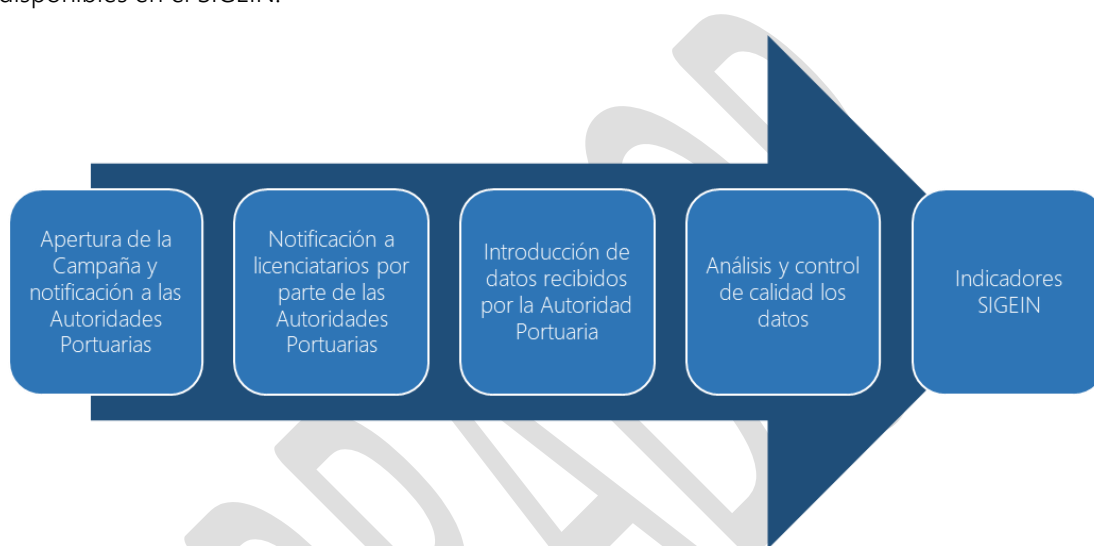 disponibles en el SIGEIN.
Apertura de la
Campaña y
notificación a las
Autoridades
Portuarias
Notificación a
licenciatarios por
parte de las
Autoridades
Portuarias
Introducción de
datos recibidos
por la Autoridad
Portuaria
Análisis y control
de calidad los
datos
Indicadores
SIGEIN